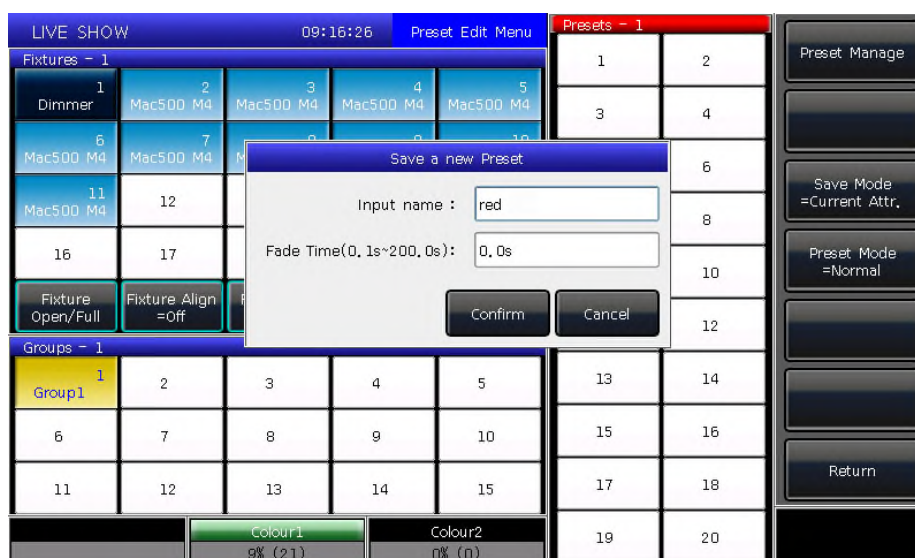 LIVE SHOW 09:16:26 Preset Edit Menu
Fixtures - 1
1 2 3 4 5
Dimmer Mac500 M4 Mac500 M4 Mac500 M4 Mac500 M4
6 7
Mac500 M4 Mac500 M4
11 12
Mac500 M4
16 17
Fixture Open/Full
Fixture Align =Off
Save a new Preset
Input name : red
Fade Time(0.1s~200.0s): 0.0s
Confirm Cancel
Groups - 1
1 2 3 4 5
Group1
6 7 8 9 10
11 12 13 14 15
Colour1 Colour2
9% (21) 0% (0)
Presets - 1
1 2
3 4
6
8
10
12
13 14
15 16
17 18
19 20
Preset Manage
Save Mode
=Current Attr.
Preset Mode
=Normal
Return